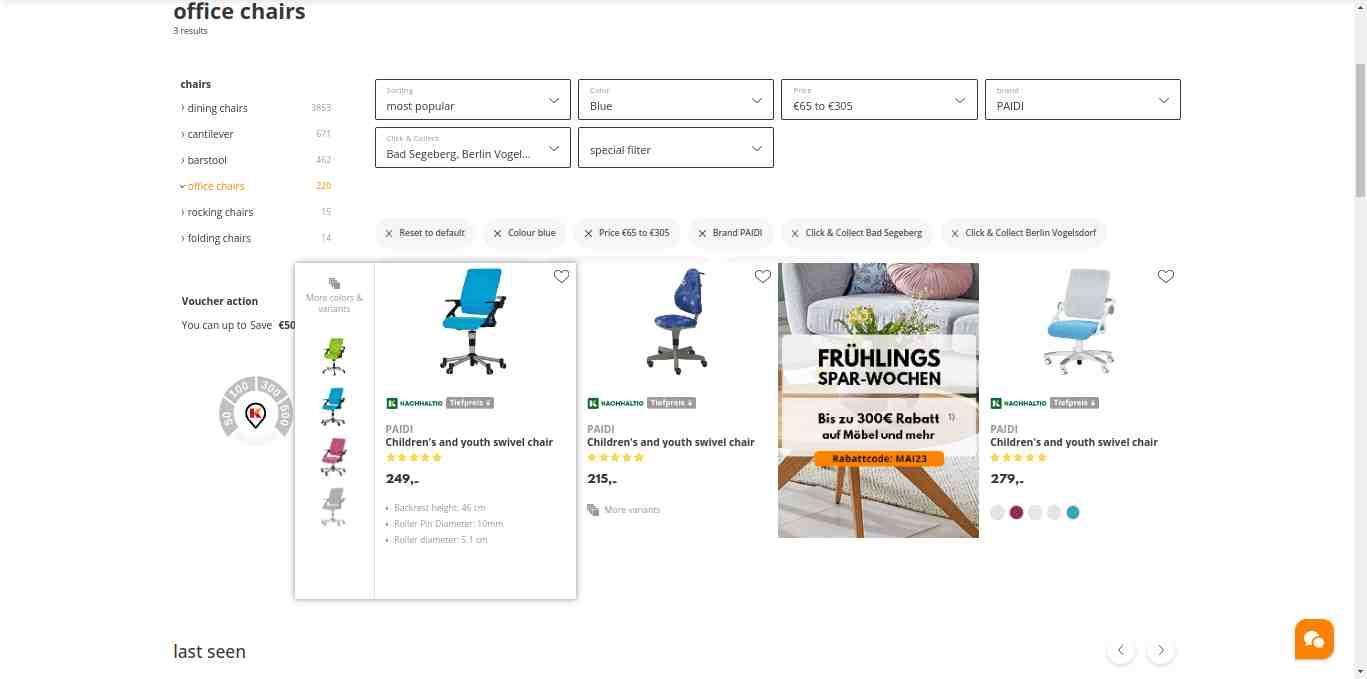 office chairs
3 results
chairs
dining chairs 3853
cantilever 671
barstool 462
office chairs 220
rocking chairs 15
folding chairs 14
Voucher action
You can up to Save €50
50 100 300 500
K
Sorting
most popular
Color
Blue
Price
€65 to €305
brand
PAIDI
Click & Collect
Bad Segeberg, Berlin Vogel...
special filter
Reset to default
Colour blue
Price €65 to €305
Brand PAIDI
Click & Collect Bad Segeberg
Click & Collect Berlin Vogelsdorf
More colors &
variants
NACHHALTIG Tiefpreis
PAIDI
Children's and youth swivel chair
249,-
Backrest height: 46 cm
Roller Pin Diameter: 10mm
Roller diameter: 5.1 cm
NACHHALTIG Tiefpreis
PAIDI
Children's and youth swivel chair
215,-
More variants
FRÜHLINGS
SPAR-WOCHEN
Bis zu 300€ Rabatt 1)
auf Möbel und mehr
Rabattcode: MAI23
NACHHALTIG Tiefpreis
PAIDI
Children's and youth swivel chair
279,-
last seen